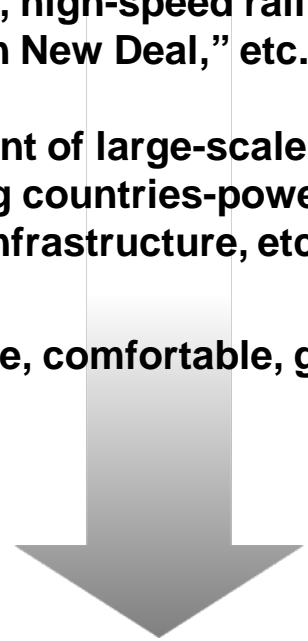 , high-speed rail
n New Deal,” etc.
nt of large-scale
g countries-powe
nfrastructure, etc
e, comfortable, g